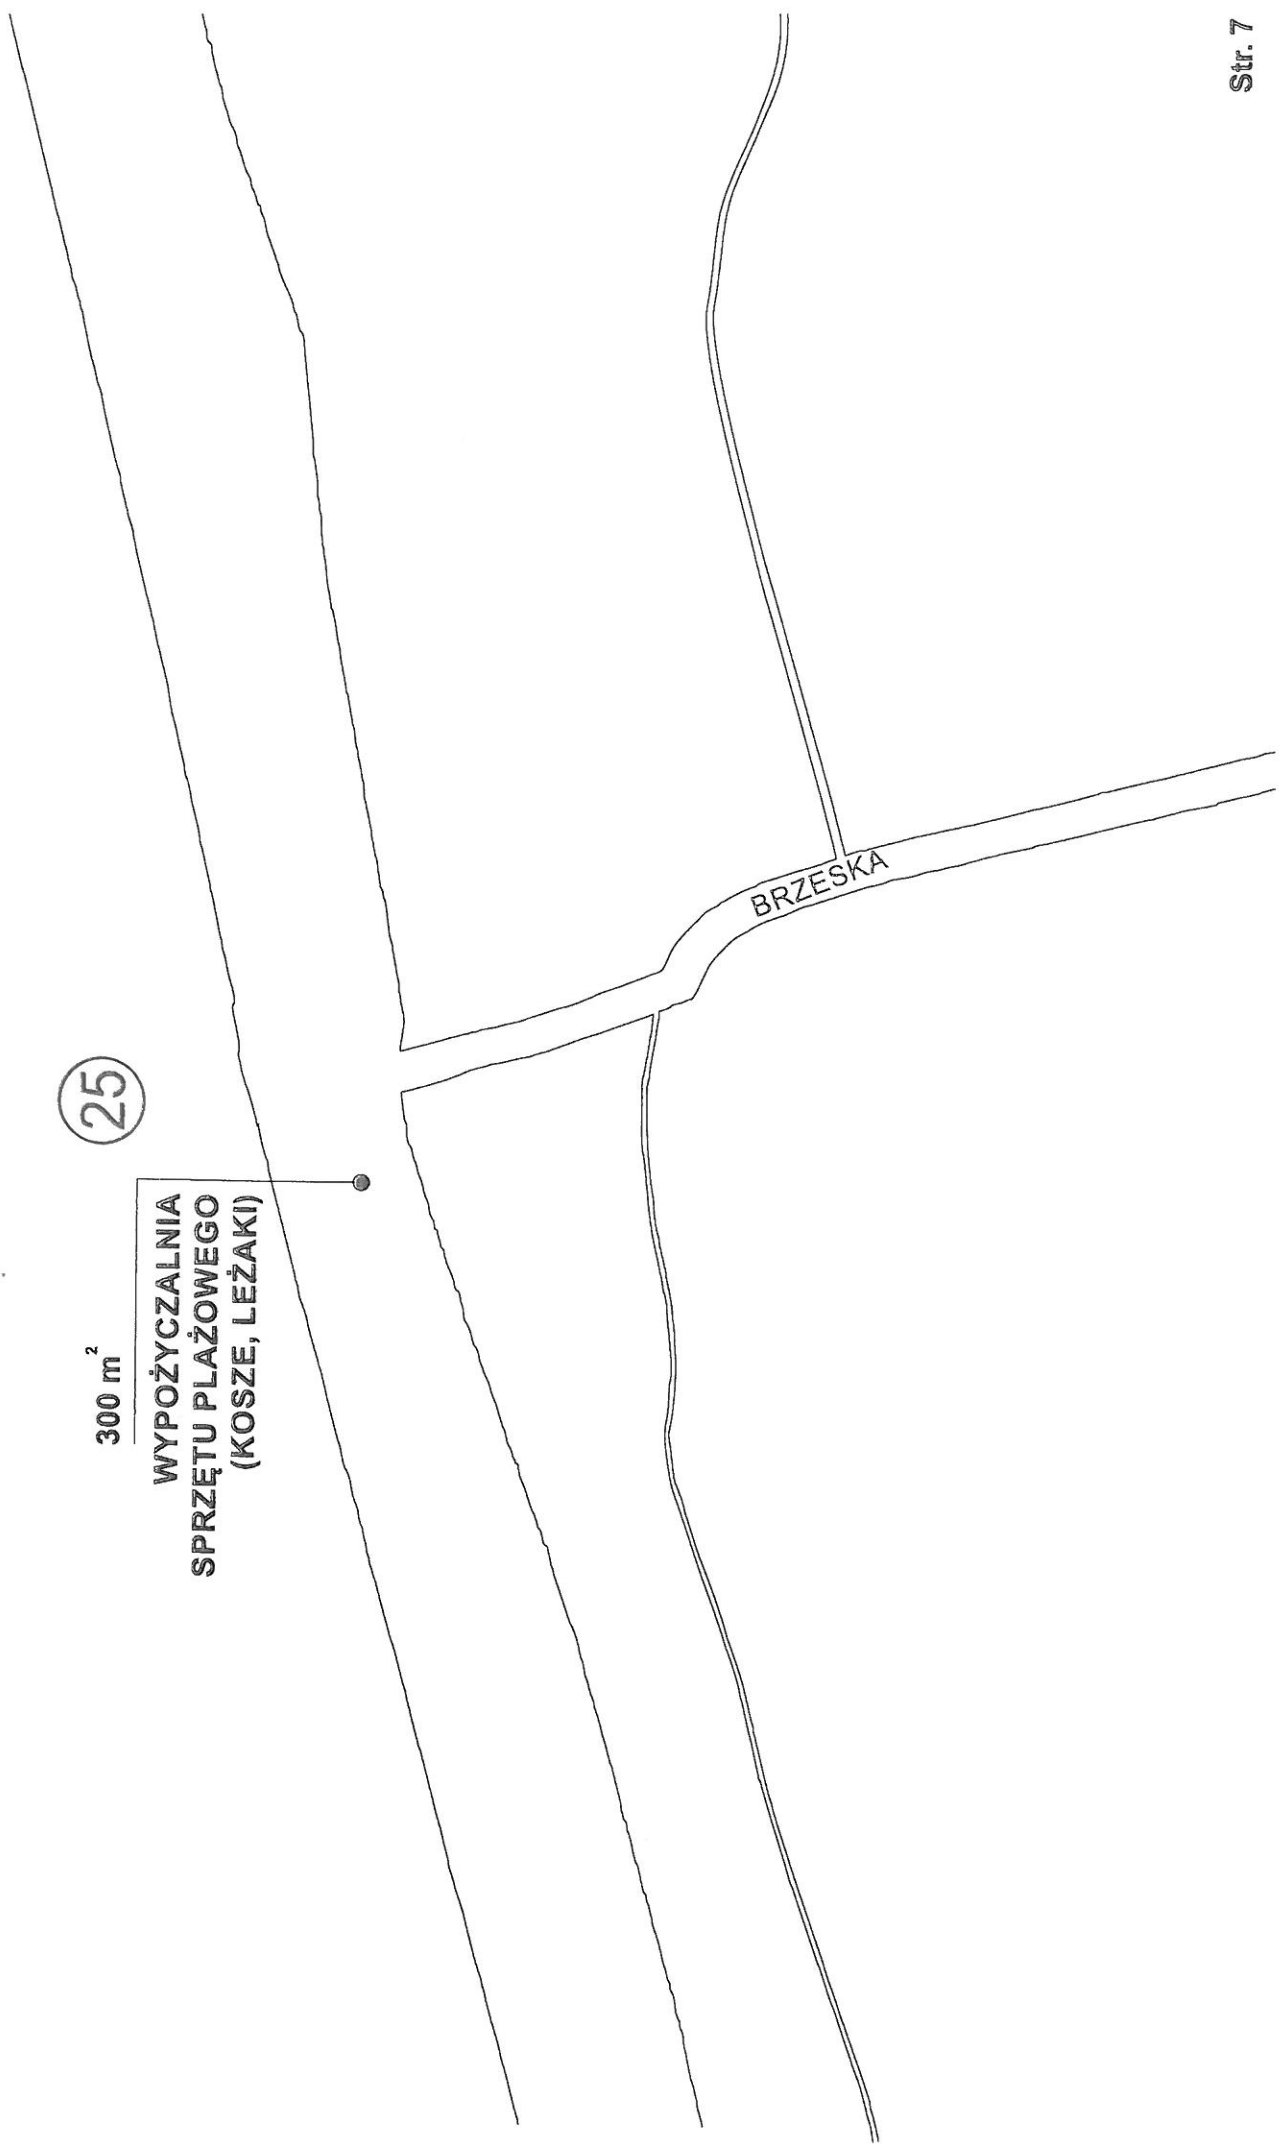 25
300 m²
WYPOŻYCZALNIA
SPRZĘTU PLAŻOWEGO
(KOSZE, LEŻAKI)
BRZESKA
Str. 7